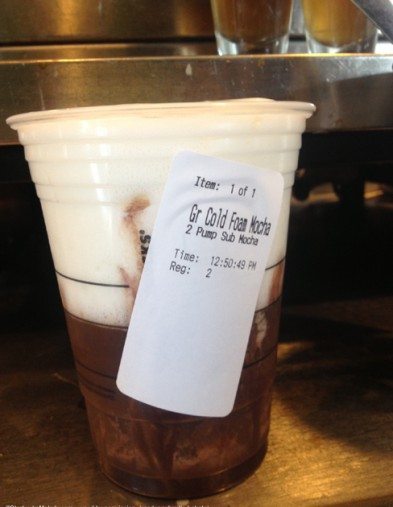 Item: 1 of 1
Gr Cold Foam Mocha
2 Pump Sub Mocha
Time: 12:50:49 PM
Reg: 2